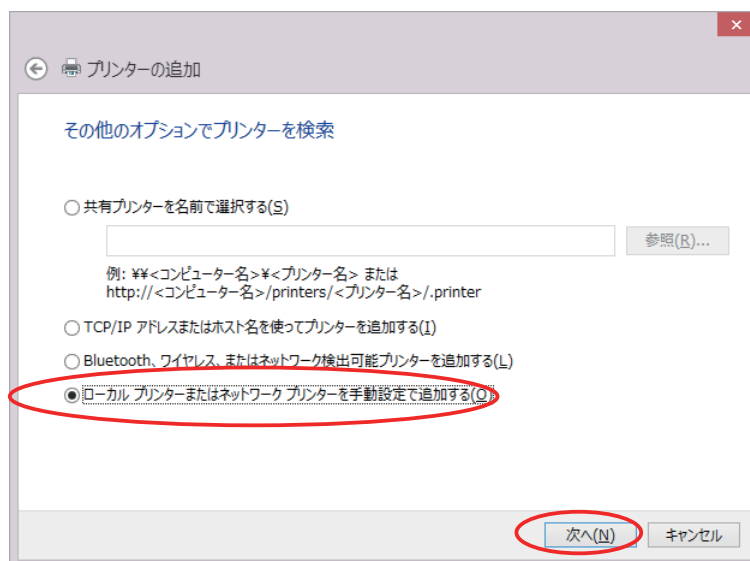 プリンターの追加
その他のオプションでプリンターを検索
共有プリンターを名前で選択する(S)
参照(R)...
例: ¥¥<コンピューター名>¥<プリンター名> または
http://<コンピューター名>/printers/<プリンター名>/.printer
TCP/IP アドレスまたはホスト名を使ってプリンターを追加する(I)
Bluetooth、ワイヤレス、またはネットワーク検出可能プリンターを追加する(L)
ローカル プリンターまたはネットワーク プリンターを手動設定で追加する(O)
次へ(N) キャンセル